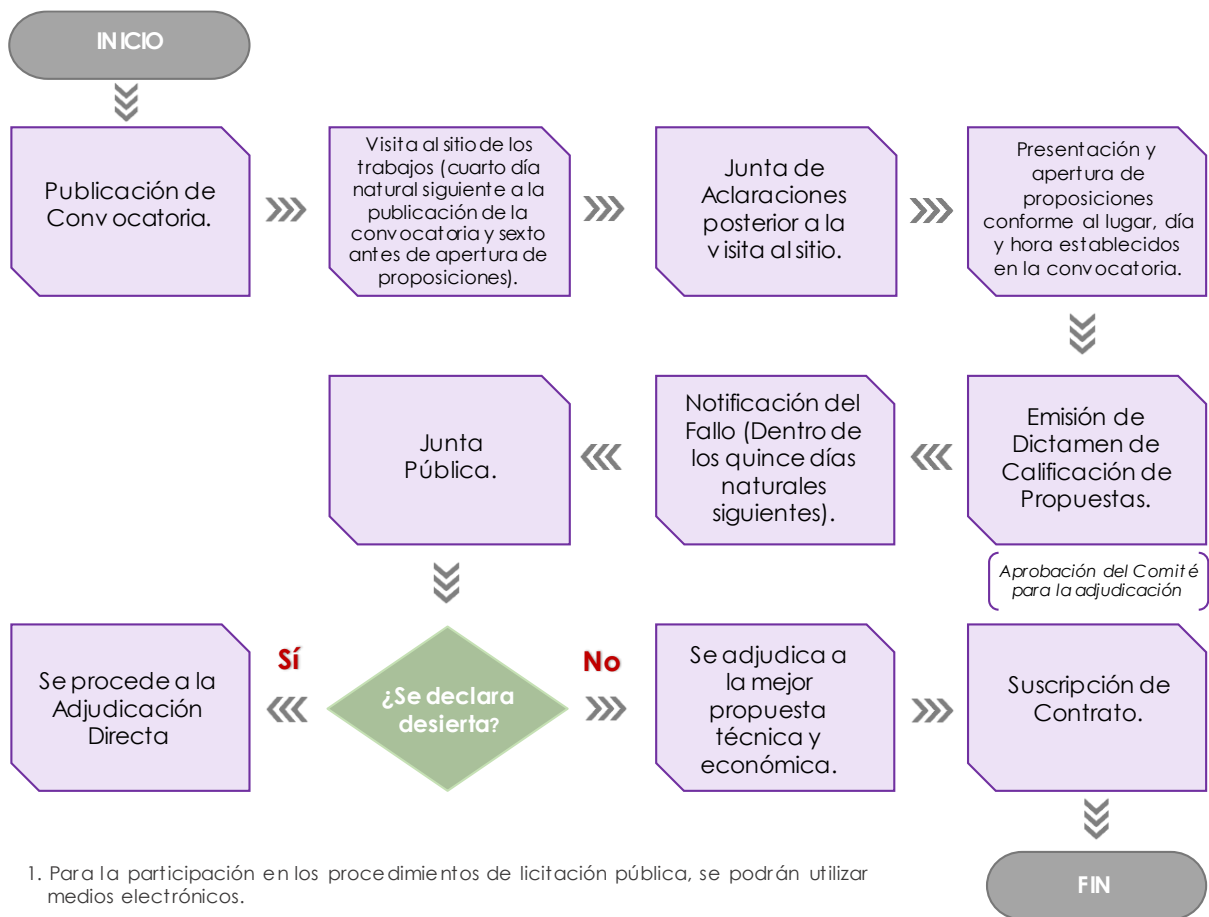 INICIO
Publicación de
Convocatoria.
Visita al sitio de los
trabajos (cuarto día
natural siguiente a la
publicación de la
convocatoria y sexto
antes de apertura de
proposiciones).
Junta de
Aclaraciones
posterior a la
visita al sitio.
Presentación y
apertura de
proposiciones
conforme al lugar, día
y hora establecidos
en la convocatoria.
Emisión de
Dictamen de
Calificación de
Propuestas.
Aprobación del Comité
para la adjudicación
Notificación del
Fallo (Dentro de
los quince días
naturales
siguientes).
Junta
Pública.
¿Se declara
desierta?
Sí
Se procede a la
Adjudicación
Directa
No
Se adjudica a
la mejor
propuesta
técnica y
económica.
Suscripción de
Contrato.
FIN
1. Para la participación en los procedimientos de licitación pública, se podrán utilizar
medios electrónicos.